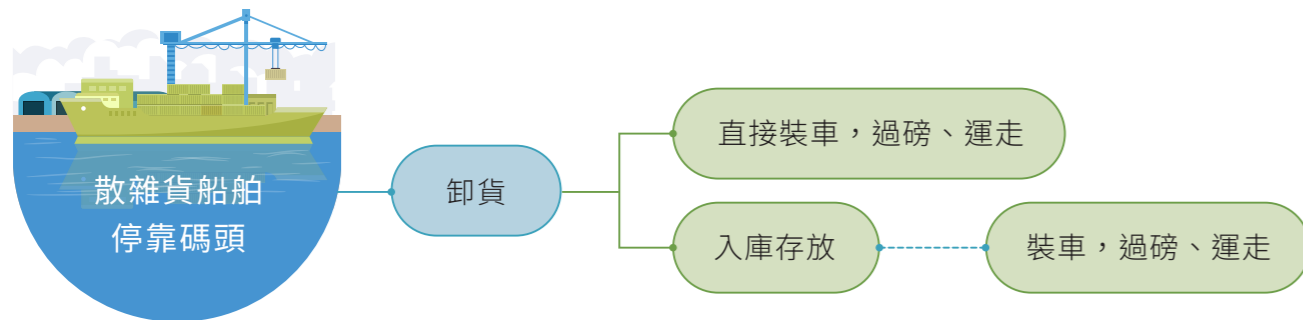 散雜貨船舶
停靠碼頭
卸貨
直接裝車，過磅、運走
入庫存放
裝車，過磅、運走